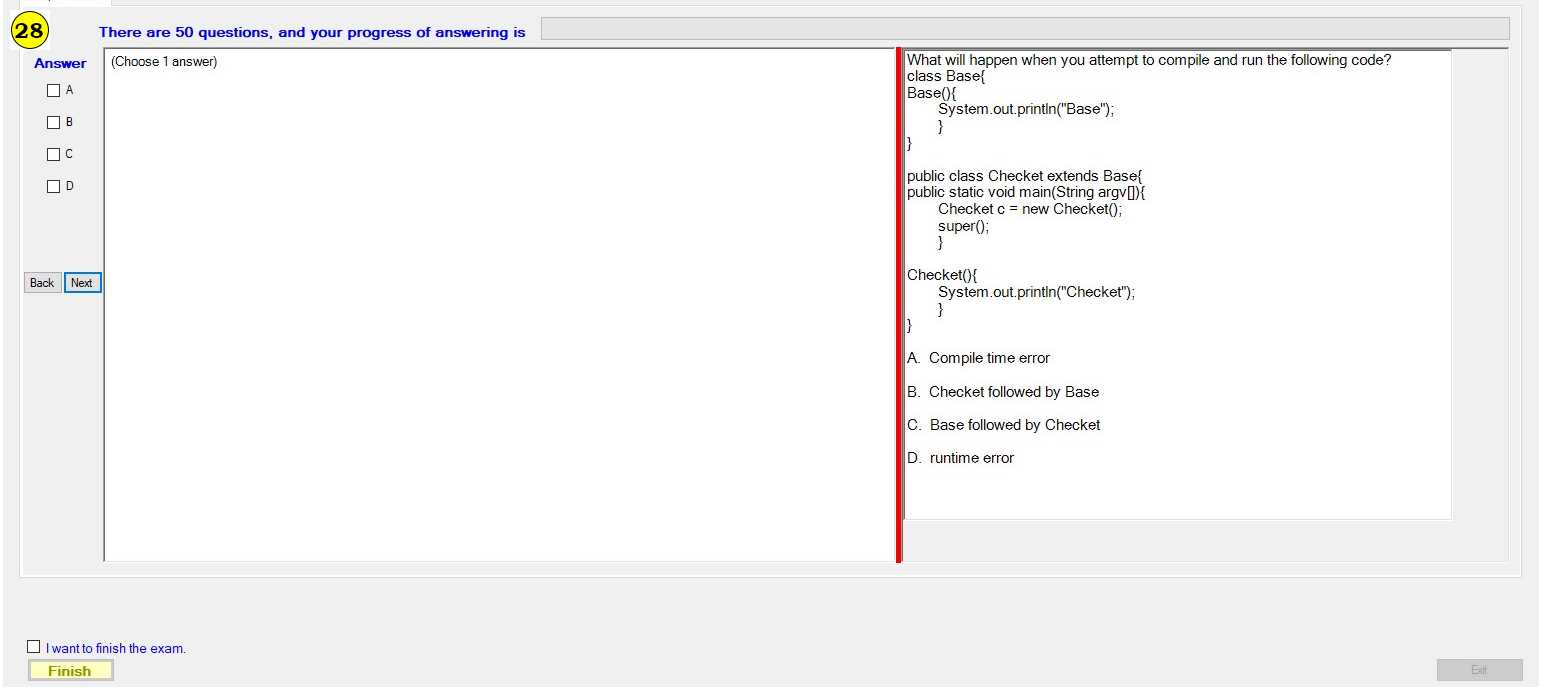 28
There are 50 questions, and your progress of answering is
Answer
(Choose 1 answer)
A
B
C
D
Back
Next
What will happen when you attempt to compile and run the following code?
class Base{
Base(){
System.out.println("Base");
}
}
public class Checket extends Base{
public static void main(String argv[]){
Checket c = new Checket();
super();
}
Checket(){
System.out.println("Checket");
}
}
A. Compile time error
B. Checket followed by Base
C. Base followed by Checket
D. runtime error
I want to finish the exam.
Finish
Exit